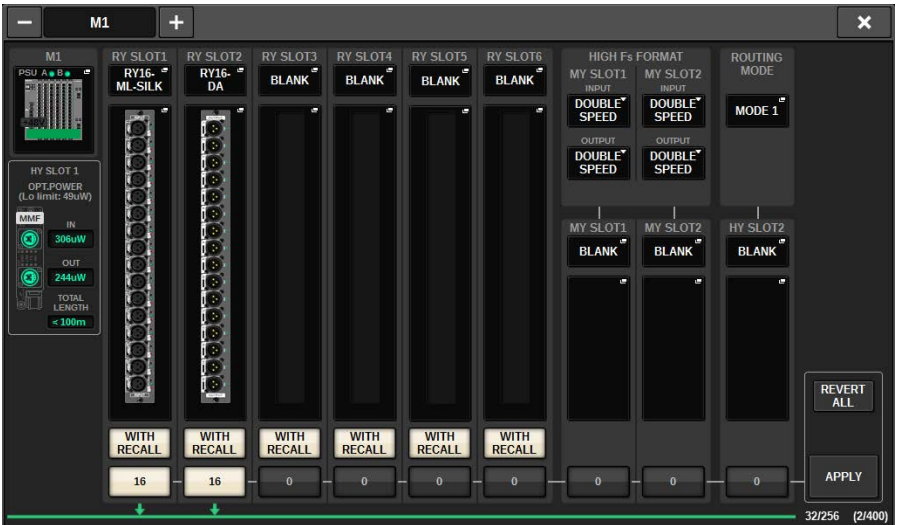 M1
M1
PSU A B
+48V
HY SLOT 1
OPT.POWER
(Lo limit: 49uW)
MMF
IN
306uW
OUT
244uW
TOTAL
LENGTH
< 100m
RY SLOT1
RY16-
ML-SILK
WITH
RECALL
16
RY SLOT2
RY16-
DA
WITH
RECALL
16
RY SLOT3
BLANK
WITH
RECALL
0
RY SLOT4
BLANK
WITH
RECALL
0
RY SLOT5
BLANK
WITH
RECALL
0
RY SLOT6
BLANK
WITH
RECALL
0
HIGH Fs FORMAT
MY SLOT1
INPUT
DOUBLE
SPEED
OUTPUT
DOUBLE
SPEED
MY SLOT2
INPUT
DOUBLE
SPEED
OUTPUT
DOUBLE
SPEED
ROUTING
MODE
MODE 1
MY SLOT1
BLANK
0
MY SLOT2
BLANK
0
HY SLOT2
BLANK
0
REVERT
ALL
APPLY
32/256 (2/400)